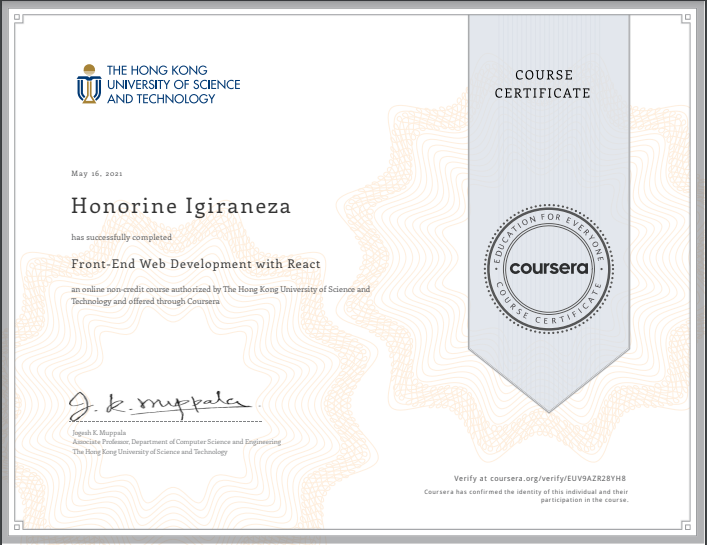 THE HONG KONG
UNIVERSITY OF SCIENCE
AND TECHNOLOGY
COURSE
CERTIFICATE
May 16, 2021
Honorine Igiraneza
has successfully completed
Front-End Web Development with React
an online non-credit course authorized by The Hong Kong University of Science and
Technology and offered through Coursera
EDUCATION FOR EVERYONE
coursera
COURSE CERTIFICATE
J. K. Muppala
Jogesh K. Muppala
Associate Professor, Department of Computer Science and Engineering
The Hong Kong University of Science and Technology
Verify at coursera.org/verify/EUV9AZR28YH8
Coursera has confirmed the identity of this individual and their
participation in the course.